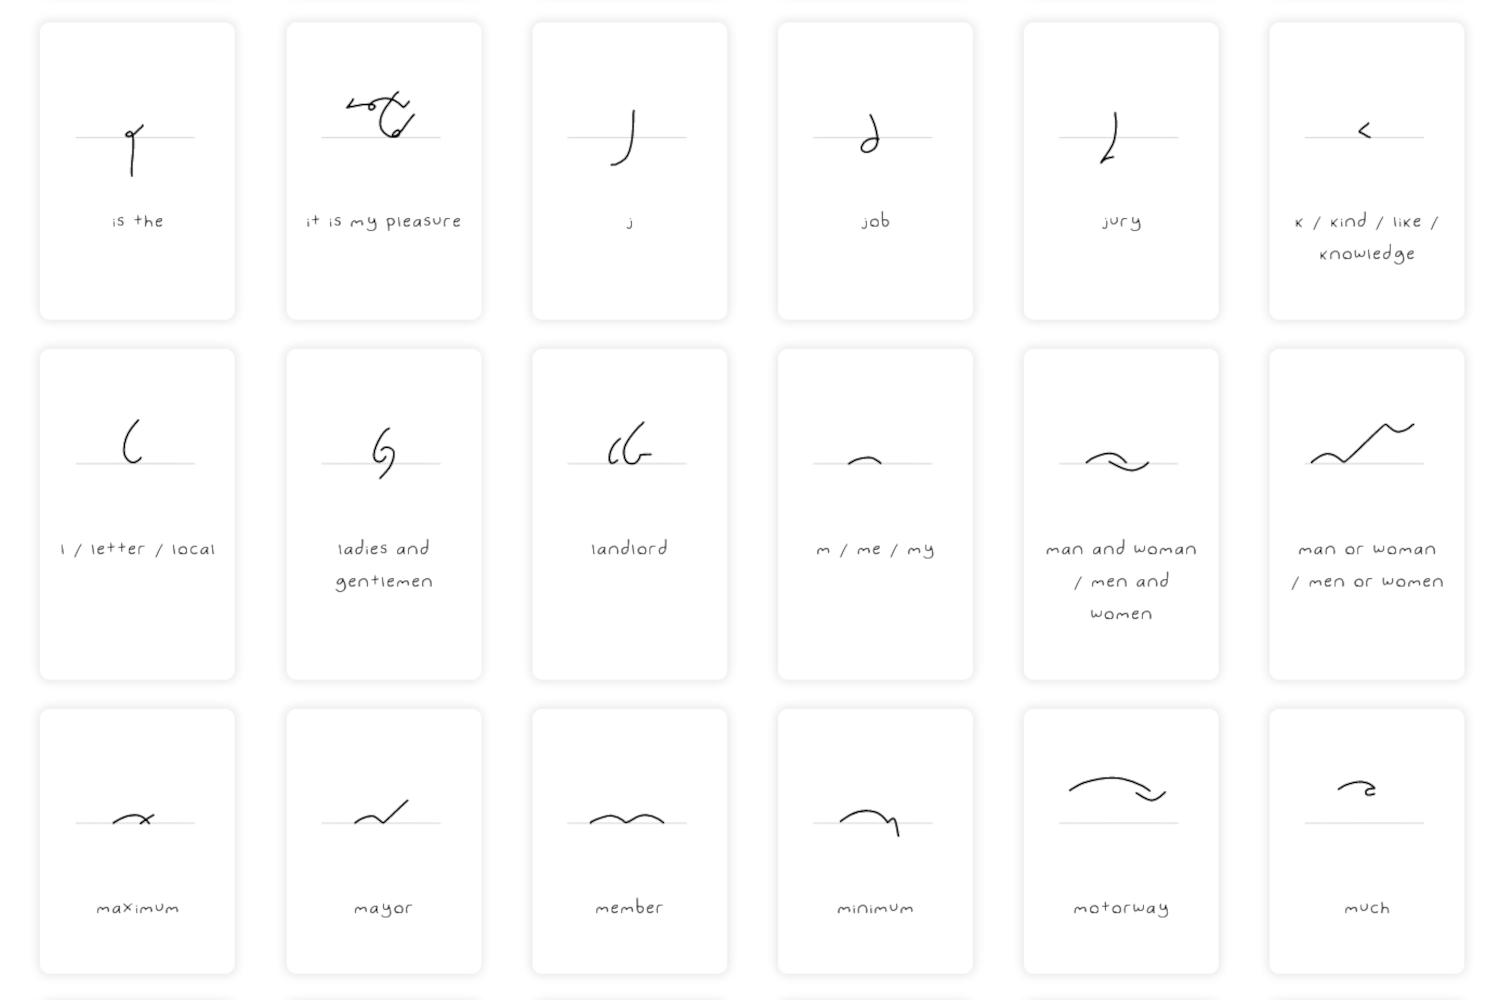 is the
it is my pleasure
j
job
jury
k / kind / like /
knowledge
l / letter / local
ladies and
gentlemen
landlord
m / me / my
man and woman
/ men and
women
man or woman
/ men or women
maximum
mayor
member
minimum
motorway
much